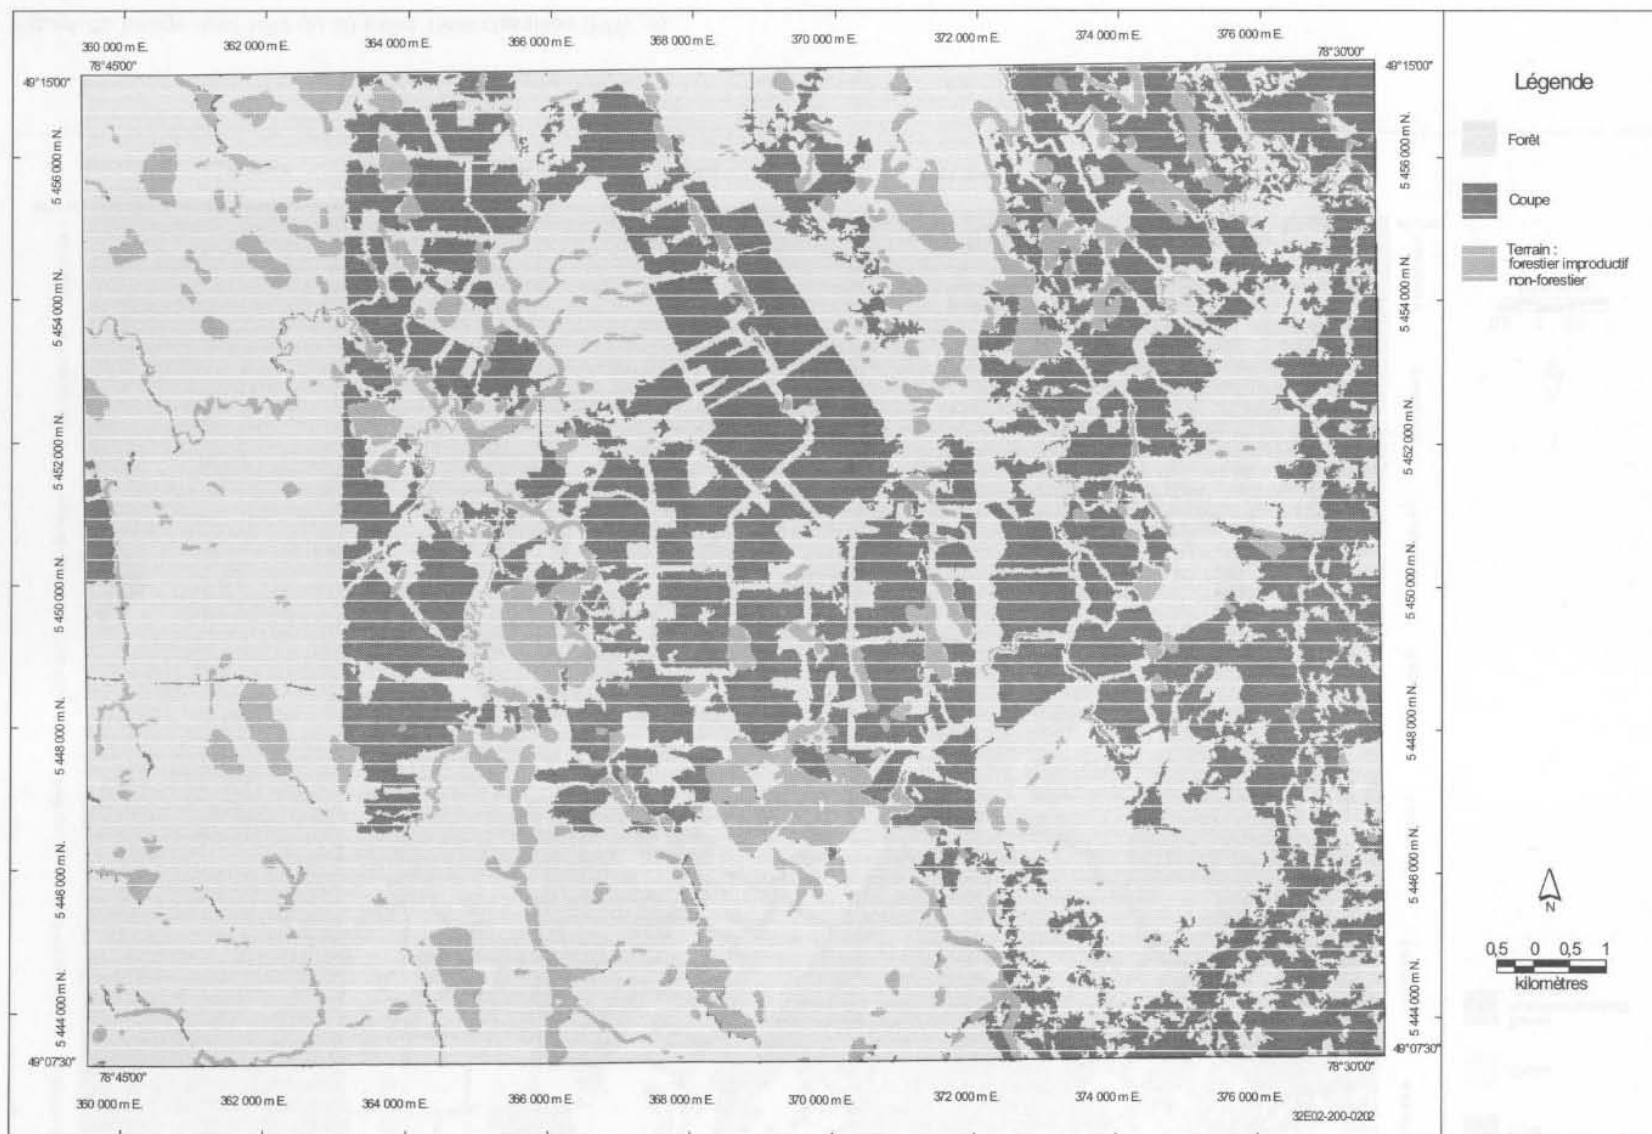 360 000 m E. 362 000 m E. 364 000 m E. 366 000 m E. 368 000 m E. 370 000 m E. 372 000 m E. 374 000 m E. 376 000 m E.
78°45'00" 78°30'00"
49°15'00" 49°15'00"
5 456 000 m N. 5 456 000 m N.
5 454 000 m N. 5 454 000 m N.
5 452 000 m N. 5 452 000 m N.
5 450 000 m N. 5 450 000 m N.
5 448 000 m N. 5 448 000 m N.
5 446 000 m N. 5 446 000 m N.
5 444 000 m N. 5 444 000 m N.
49°07'30" 49°07'30"
78°45'00" 78°30'00"
360 000 m E. 362 000 m E. 364 000 m E. 366 000 m E. 368 000 m E. 370 000 m E. 372 000 m E. 374 000 m E. 376 000 m E.
32E02-200-0202
Légende
Forêt
Coupe
Terrain :
forestier improductif
non-forestier
N
0,5 0 0,5 1
kilomètres